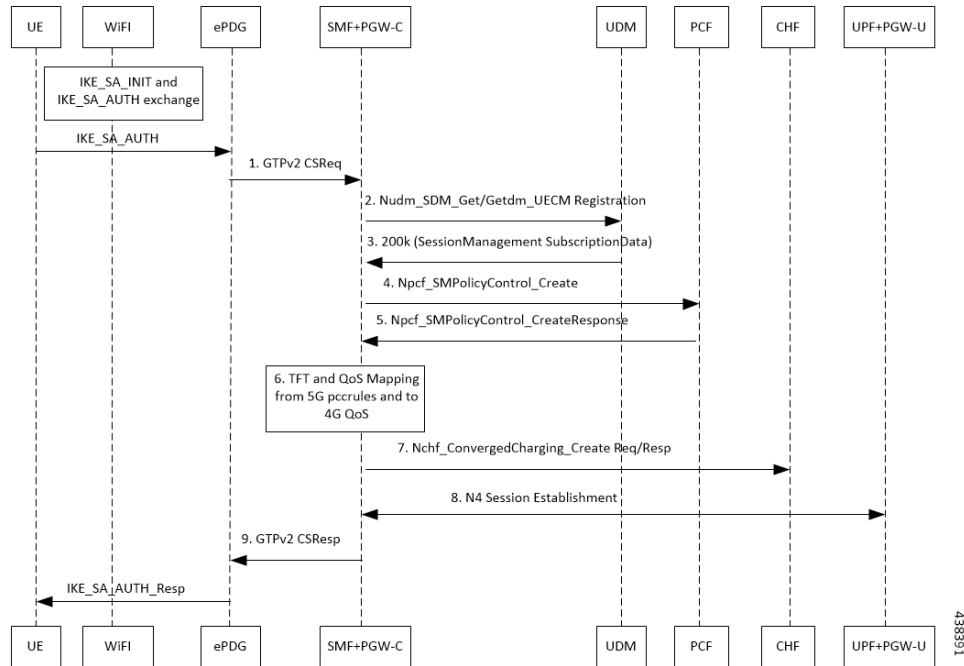 UE
WiFI
ePDG
SMF+PGW-C
UDM
PCF
CHF
UPF+PGW-U
IKE_SA_INIT and
IKE_SA_AUTH exchange
IKE_SA_AUTH
1. GTPv2 CSReq
2. Nudm_SDM_Get/Getdm_UECM Registration
3. 200k (SessionManagement SubscriptionData)
4. Npcf_SMPolicyControl_Create
5. Npcf_SMPolicyControl_CreateResponse
6. TFT and QoS Mapping
from 5G pccrules and to
4G QoS
7. Nchf_ConvergedCharging_Create Req/Resp
8. N4 Session Establishment
9. GTPv2 CSResp
IKE_SA_AUTH_Resp
UE
WiFI
ePDG
SMF+PGW-C
UDM
PCF
CHF
UPF+PGW-U
438391